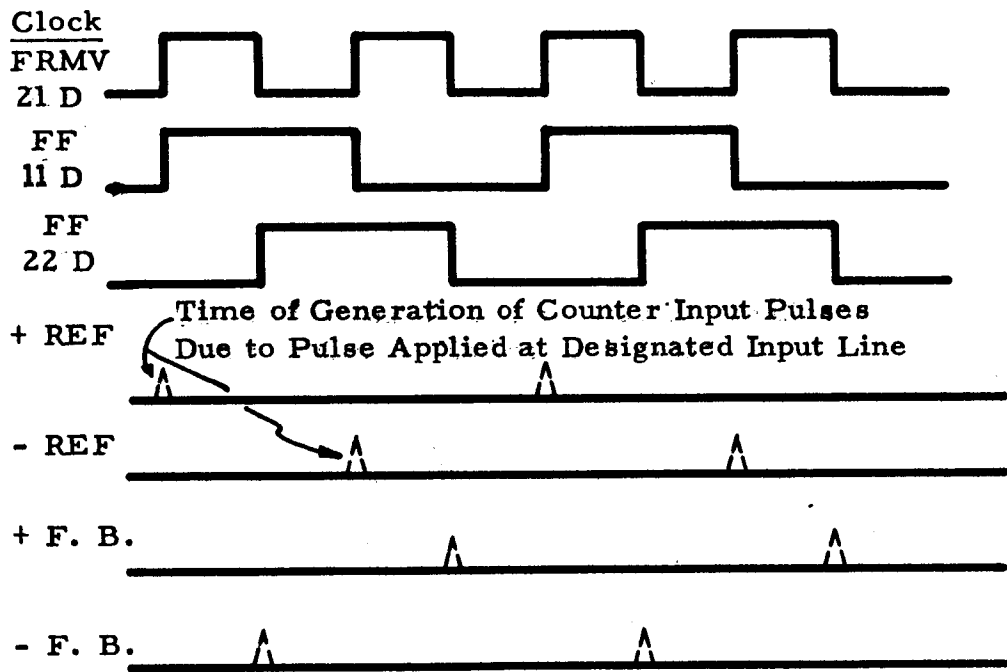 Clock
FRMV
21 D
FF
11 D
FF
22 D
+ REF
Time of Generation of Counter Input Pulses
Due to Pulse Applied at Designated Input Line
- REF
+ F. B.
- F. B.